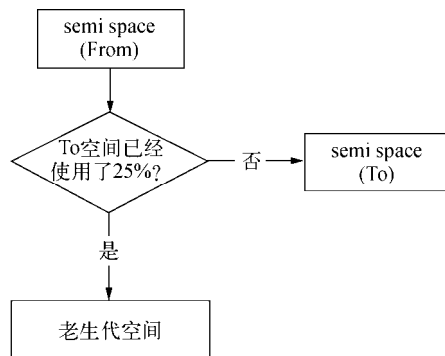 semi space
(From)
To空间已经
使用了25%?
否
semi space
(To)
是
老生代空间